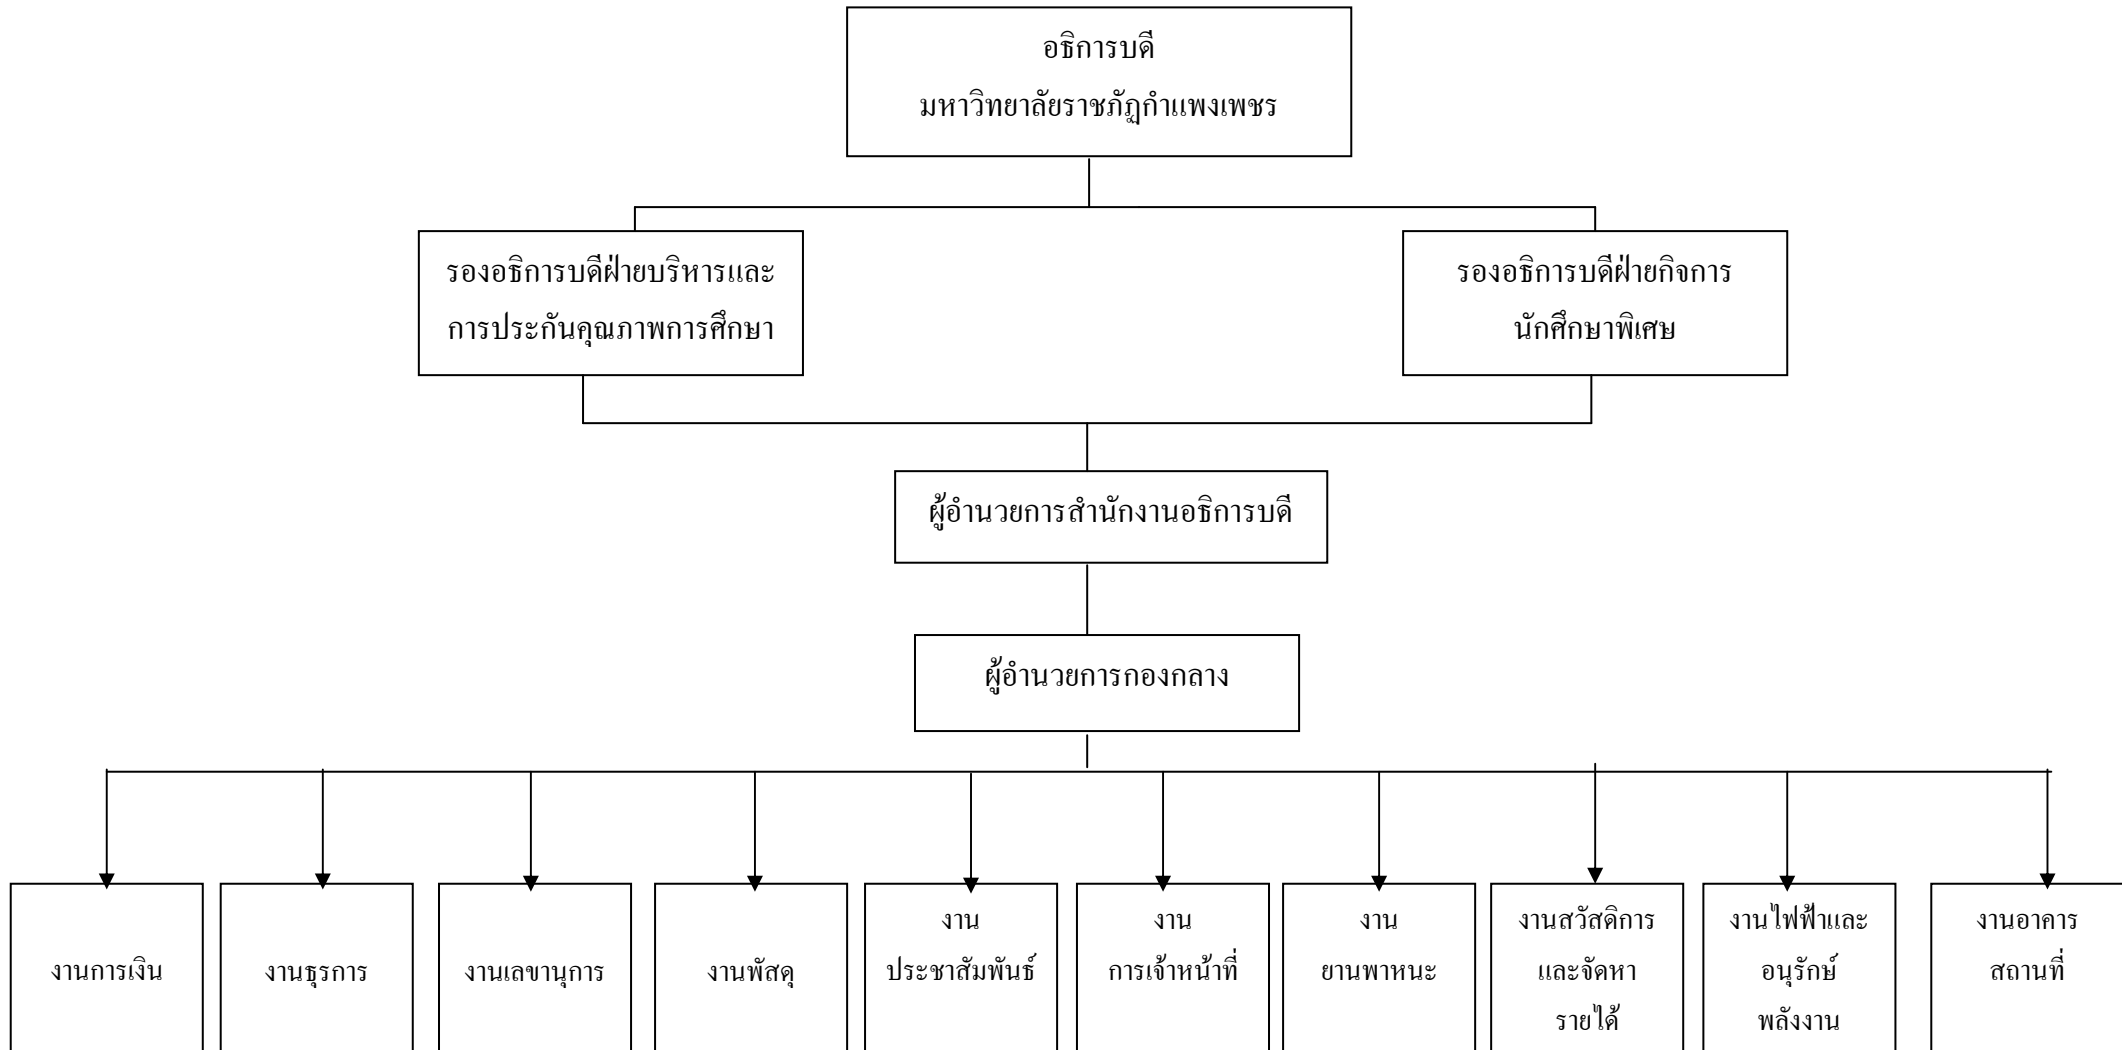 อธิการบดี
มหาวิทยาลัยราชภัฏกำแพงเพชร
รองอธิการบดีฝ่ายบริหารและ
การประกันคุณภาพการศึกษา
รองอธิการบดีฝ่ายกิจการ
นักศึกษาพิเศษ
ผู้อำนวยการสำนักงานอธิการบดี
ผู้อำนวยการกองกลาง
งานการเงิน
งานธุรการ
งานเลขานุการ
งานพัสดุ
งาน
ประชาสัมพันธ์
งาน
การเจ้าหน้าที่
งาน
ยานพาหนะ
งานสวัสดิการ
และจัดหา
รายได้
งานไฟฟ้าและ
อนุรักษ์
พลังงาน
งานอาคาร
สถานที่